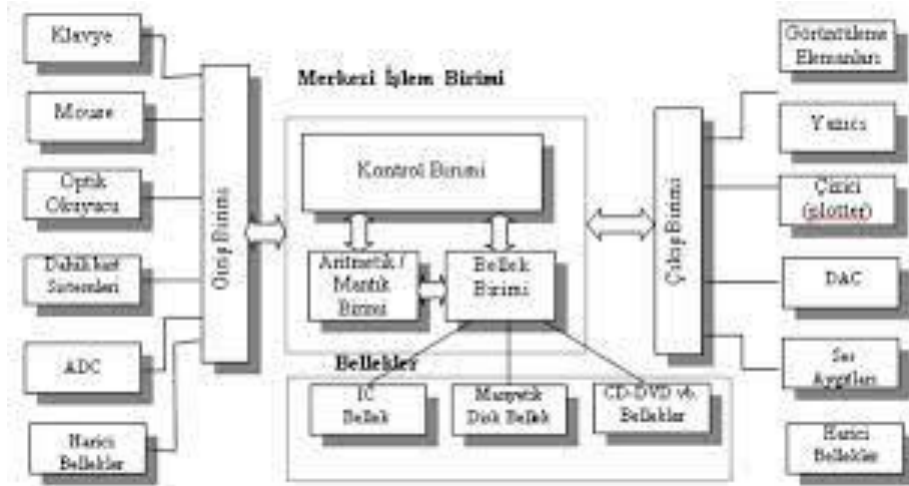 Klavye
Mouse
Optik
Okuyucu
Sistemleri
ADC
Harici
Bellekler
Giriş Birimi
Merkezi İşlem Birimi
Kontrol Birimi
Aritmetik /
Mantık
Birimi
Bellek
Birimi
Bellekler
IC
Bellek
Manyetik
Disk Bellek
CD-DVD vb.
Bellekler
Çıkış Birimi
Görüntüleme
Elemanları
Yazıcı
Çizici
(plotter)
DAC
Ses
Aygıtları
Harici
Bellekler